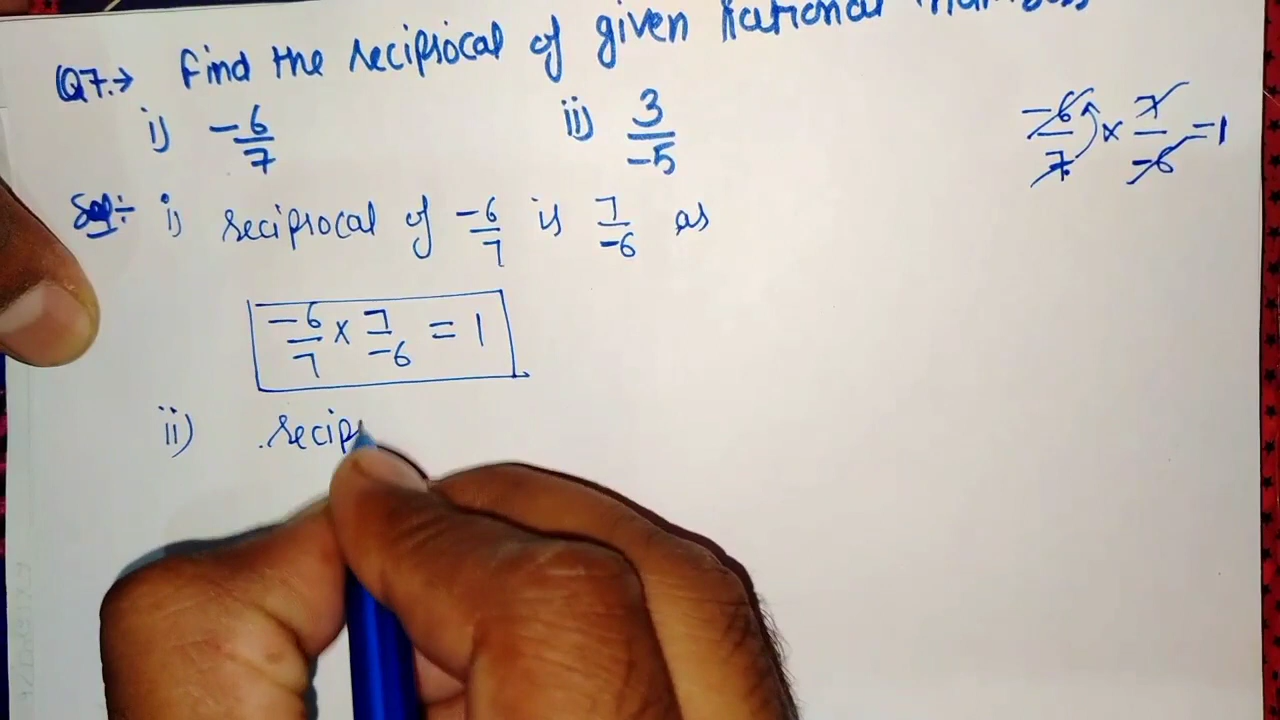 Q7.→ Find the reciprocal of given Rational numbers
i) -6/7 ii) 3/-5
-6/7 × 7/-6 = 1
Sol:- i) reciprocal of -6/7 is 7/-6 as
-6/7 × 7/-6 = 1
ii) recip